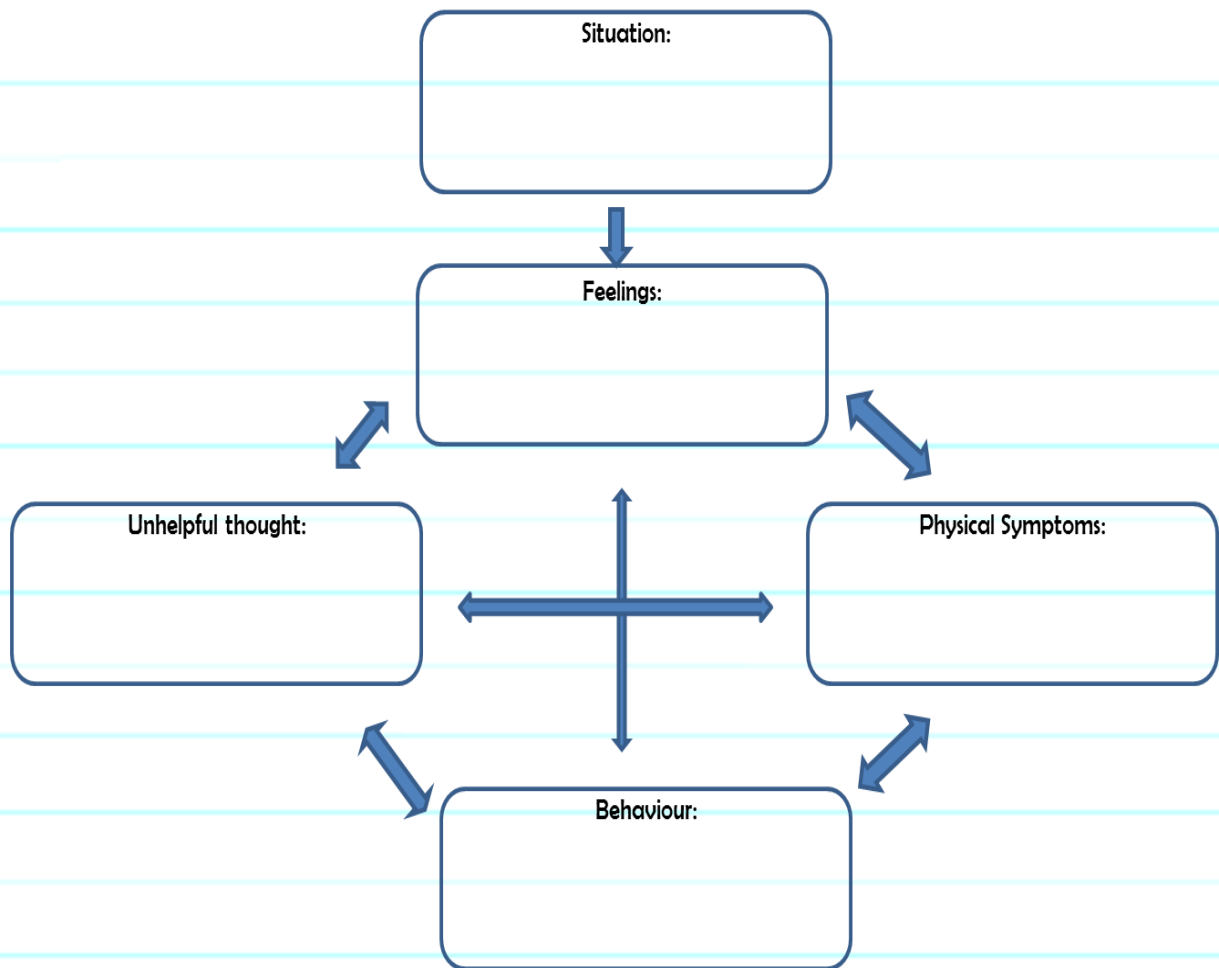 Situation:
Feelings:
Unhelpful thought:
Physical Symptoms:
Behaviour: